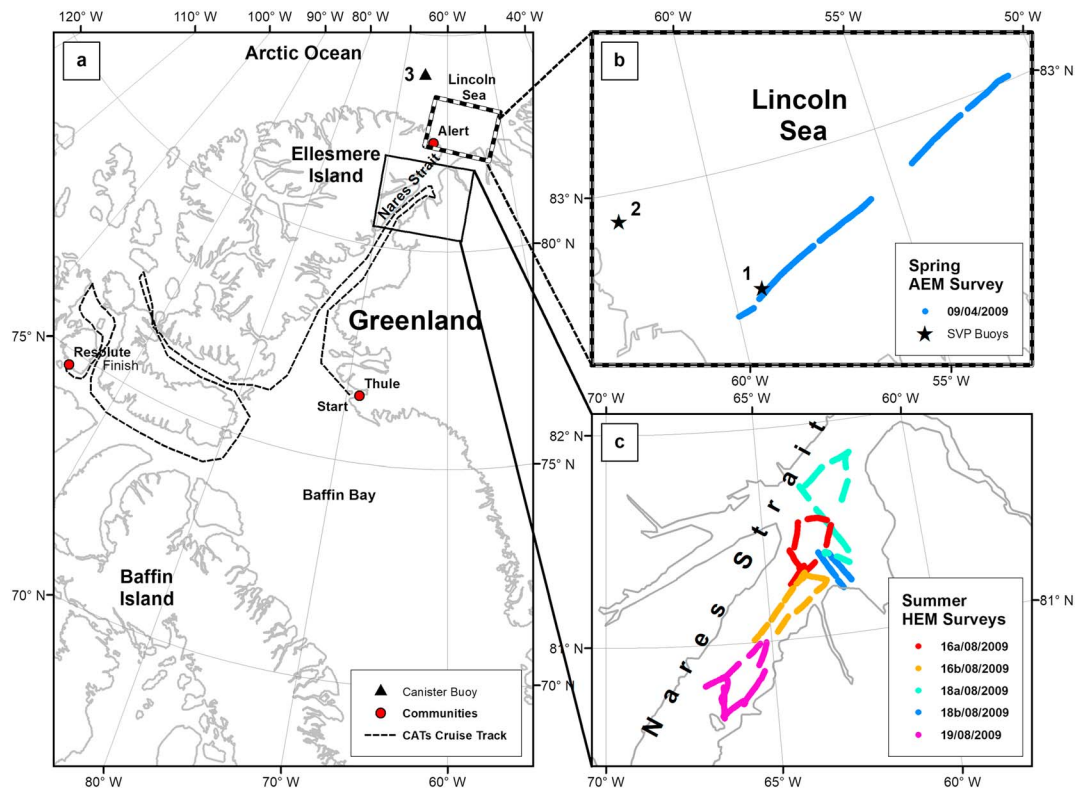 120° W 110° W 100° W 90° W 80° W 70° W 60° W 50° W 40° W
a
Arctic Ocean
3
Lincoln
Sea
Alert
Ellesmere
Island
Nares Strait
80° N
Greenland
75° N
Resolute
Finish
Thule
Start
75° N
Baffin Bay
Baffin
Island
70° N
70° N
Canister Buoy
Communities
CATs Cruise Track
80° W 70° W 60° W
60° W 55° W 50° W
b
83° N
Lincoln
Sea
83° N
2
1
Spring
AEM Survey
09/04/2009
SVP Buoys
60° W 55° W
70° W 65° W 60° W
c
82° N
Nares Strait
81° N
81° N
Summer
HEM Surveys
16a/08/2009
16b/08/2009
18a/08/2009
18b/08/2009
19/08/2009
70° W 65° W 60° W